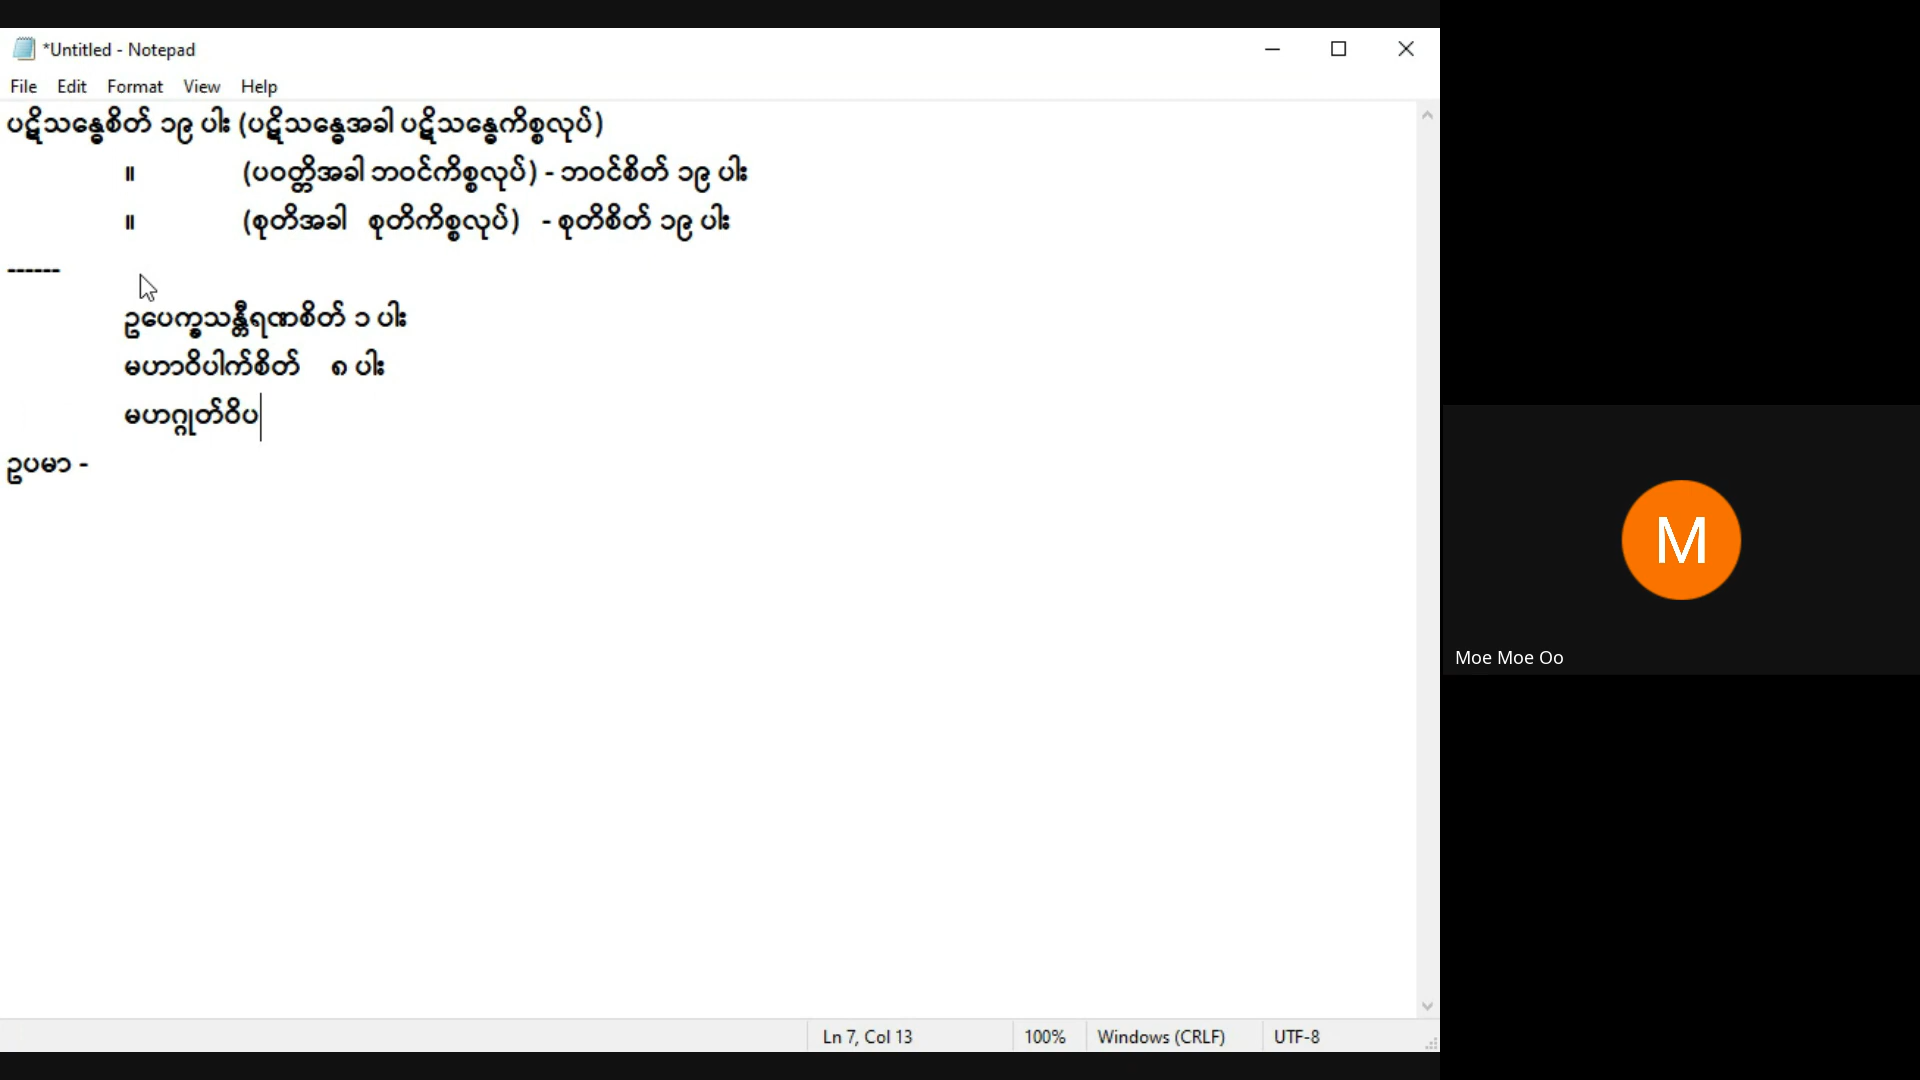 *Untitled - Notepad
File Edit Format View Help
ပဋိသန္ဓေစိတ် ၁၉ ပါး (ပဋိသန္ဓေအခါ ပဋိသန္ဓေကိစ္စလုပ်)
။ (ပဝတ္တိအခါ ဘဝင်ကိစ္စလုပ်) - ဘဝင်စိတ် ၁၉ ပါး
။ (စုတိအခါ စုတိကိစ္စလုပ်) - စုတိစိတ် ၁၉ ပါး
------
ဥပေက္ခသန္တီရဏစိတ် ၁ ပါး
မဟာဝိပါက်စိတ် ၈ ပါး
မဟဂ္ဂုတ်ဝိပ
ဥပမာ -
M
Moe Moe Oo
Ln 7, Col 13 100% Windows (CRLF) UTF-8